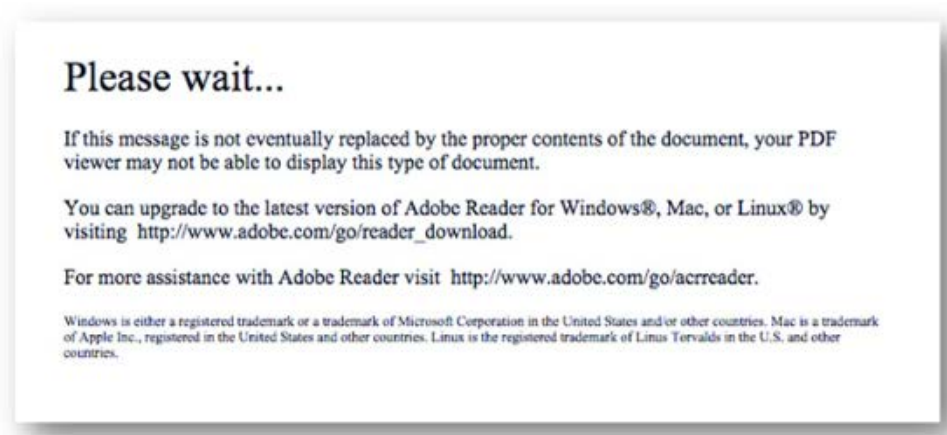 Please wait...
If this message is not eventually replaced by the proper contents of the document, your PDF
viewer may not be able to display this type of document.
You can upgrade to the latest version of Adobe Reader for Windows®, Mac, or Linux® by
visiting http://www.adobe.com/go/reader_download.
For more assistance with Adobe Reader visit http://www.adobe.com/go/acrreader.
Windows is either a registered trademark or a trademark of Microsoft Corporation in the United States and/or other countries. Mac is a trademark
of Apple Inc., registered in the United States and other countries. Linux is the registered trademark of Linus Torvalds in the U.S. and other
countries.